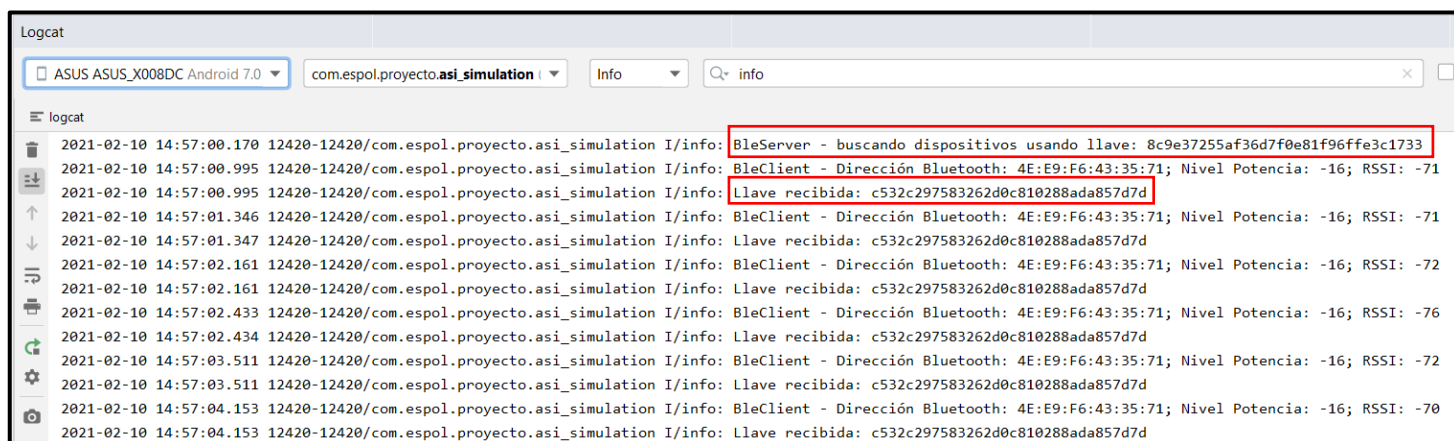 Logcat
ASUS ASUS_X008DC Android 7.0 com.espol.proyecto.asi_simulation ( Info info
logcat
2021-02-10 14:57:00.170 12420-12420/com.espol.proyecto.asi_simulation I/info: BleServer - buscando dispositivos usando llave: 8c9e37255af36d7f0e81f96ffe3c1733
2021-02-10 14:57:00.995 12420-12420/com.espol.proyecto.asi_simulation I/info: BleClient - Dirección Bluetooth: 4E:E9:F6:43:35:71; Nivel Potencia: -16; RSSI: -71
2021-02-10 14:57:00.995 12420-12420/com.espol.proyecto.asi_simulation I/info: Llave recibida: c532c297583262d0c810288ada857d7d
2021-02-10 14:57:01.346 12420-12420/com.espol.proyecto.asi_simulation I/info: BleClient - Dirección Bluetooth: 4E:E9:F6:43:35:71; Nivel Potencia: -16; RSSI: -71
2021-02-10 14:57:01.347 12420-12420/com.espol.proyecto.asi_simulation I/info: Llave recibida: c532c297583262d0c810288ada857d7d
2021-02-10 14:57:02.161 12420-12420/com.espol.proyecto.asi_simulation I/info: BleClient - Dirección Bluetooth: 4E:E9:F6:43:35:71; Nivel Potencia: -16; RSSI: -72
2021-02-10 14:57:02.161 12420-12420/com.espol.proyecto.asi_simulation I/info: Llave recibida: c532c297583262d0c810288ada857d7d
2021-02-10 14:57:02.433 12420-12420/com.espol.proyecto.asi_simulation I/info: BleClient - Dirección Bluetooth: 4E:E9:F6:43:35:71; Nivel Potencia: -16; RSSI: -76
2021-02-10 14:57:02.434 12420-12420/com.espol.proyecto.asi_simulation I/info: Llave recibida: c532c297583262d0c810288ada857d7d
2021-02-10 14:57:03.511 12420-12420/com.espol.proyecto.asi_simulation I/info: BleClient - Dirección Bluetooth: 4E:E9:F6:43:35:71; Nivel Potencia: -16; RSSI: -72
2021-02-10 14:57:03.511 12420-12420/com.espol.proyecto.asi_simulation I/info: Llave recibida: c532c297583262d0c810288ada857d7d
2021-02-10 14:57:04.153 12420-12420/com.espol.proyecto.asi_simulation I/info: BleClient - Dirección Bluetooth: 4E:E9:F6:43:35:71; Nivel Potencia: -16; RSSI: -70
2021-02-10 14:57:04.153 12420-12420/com.espol.proyecto.asi_simulation I/info: Llave recibida: c532c297583262d0c810288ada857d7d